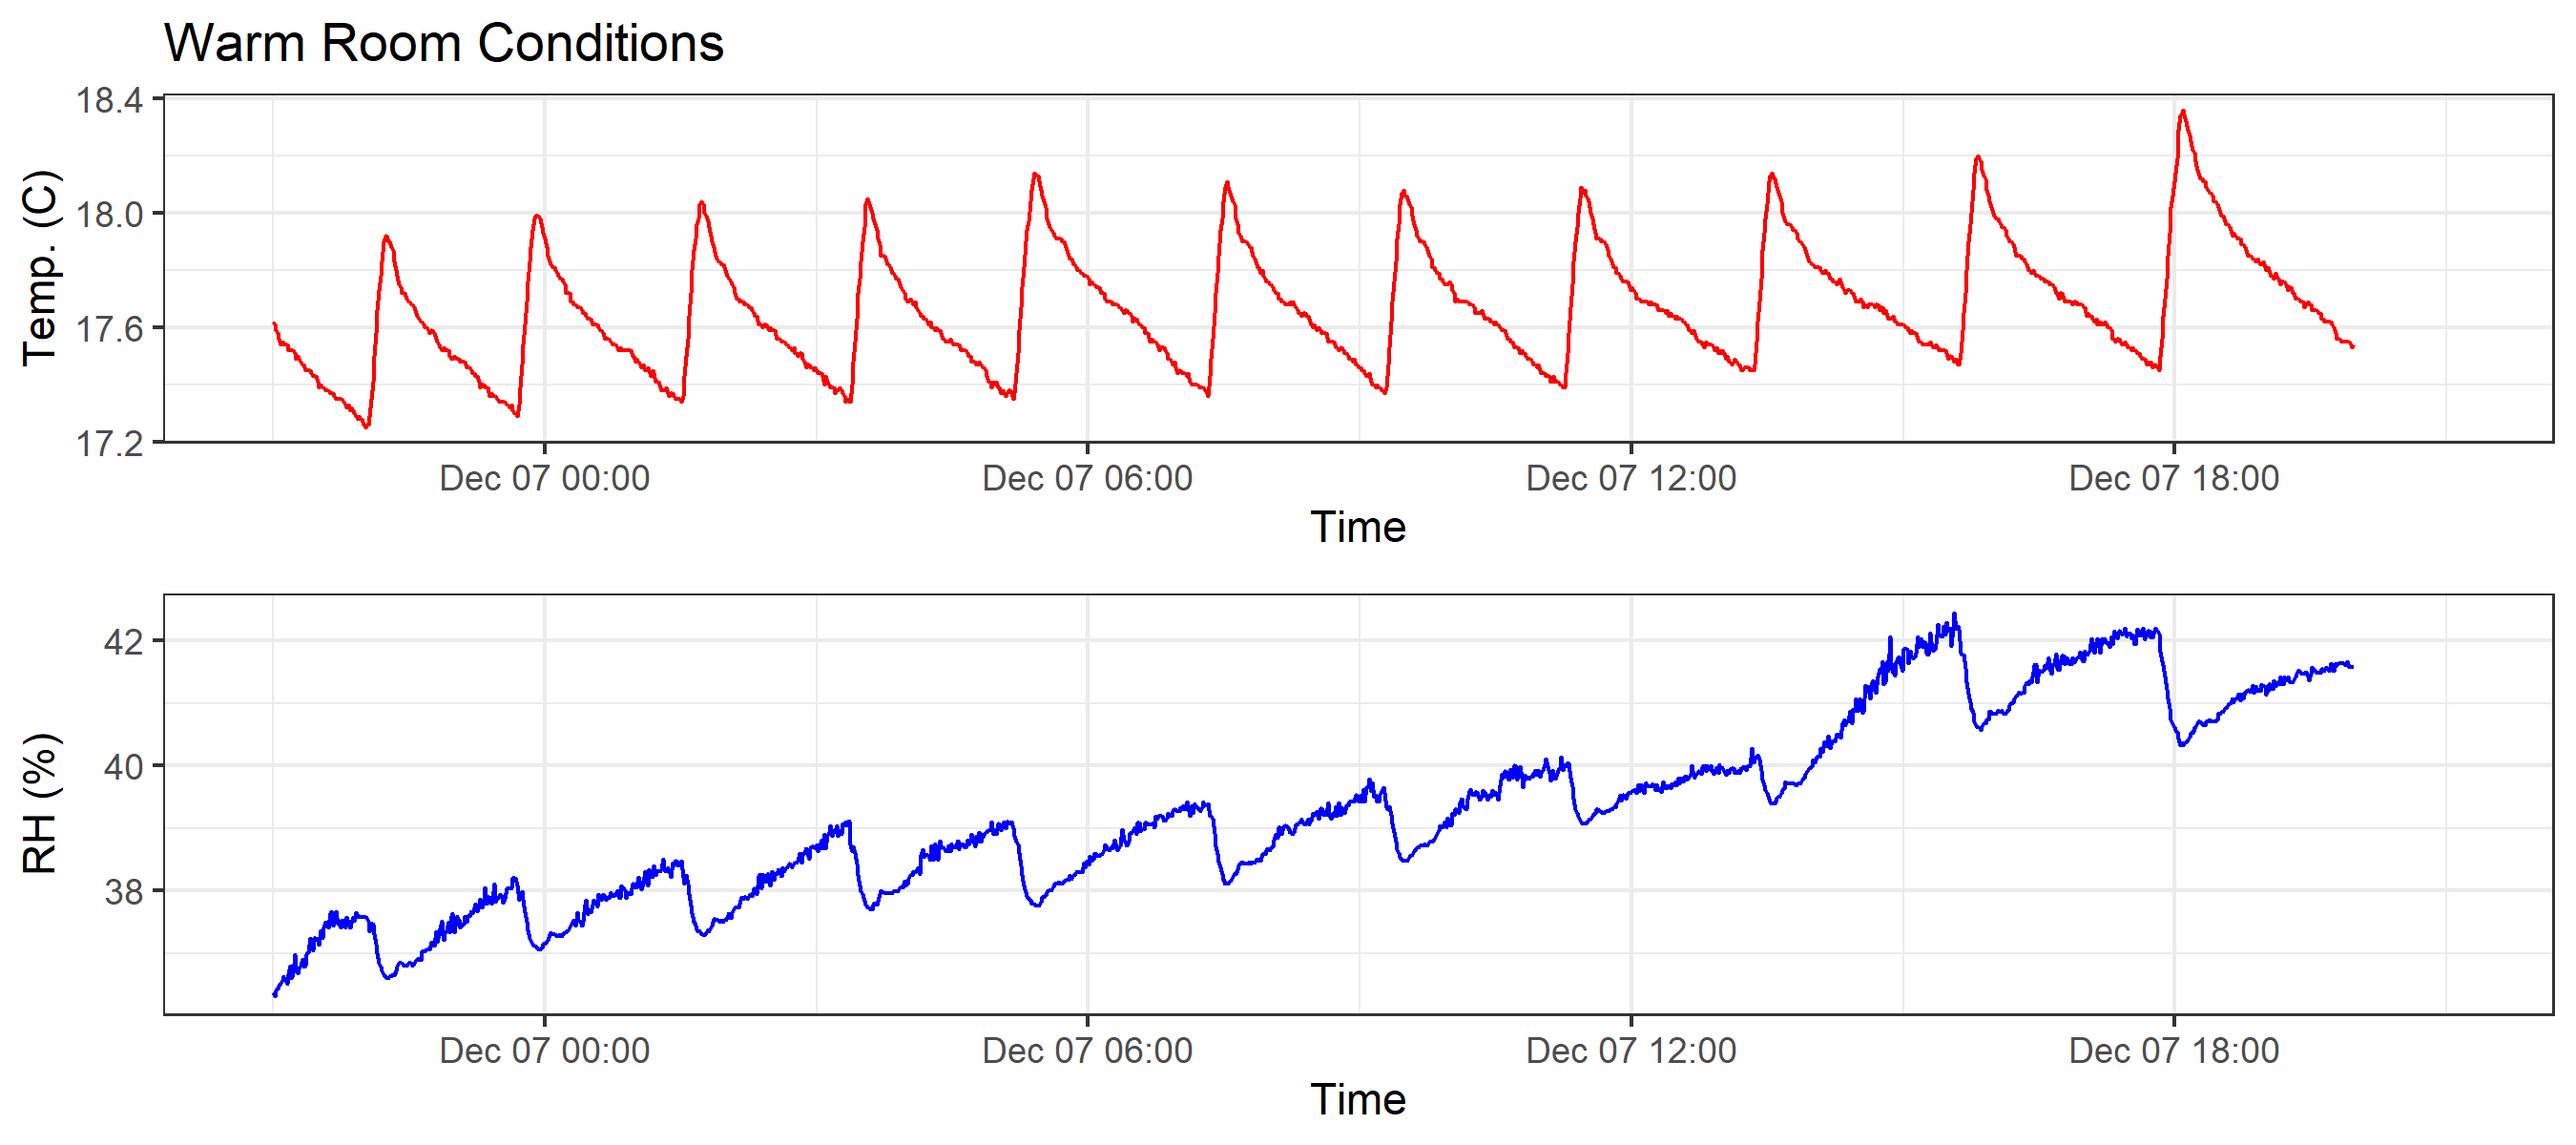 Warm Room Conditions
Temp. (C)
18.4
18.0
17.6
17.2
Dec 07 00:00 Dec 07 06:00 Dec 07 12:00 Dec 07 18:00
Time
RH (%)
42
40
38
Dec 07 00:00 Dec 07 06:00 Dec 07 12:00 Dec 07 18:00
Time